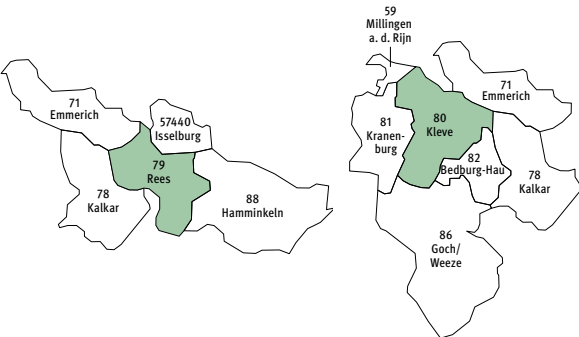 71
Emmerich
57440
Isselburg
79
Rees
78
Kalkar
88
Hamminkeln
59
Millingen
a. d. Rijn
71
Emmerich
81
Kranen-
burg
80
Kleve
82
Bedburg-Hau
78
Kalkar
86
Goch/
Weeze